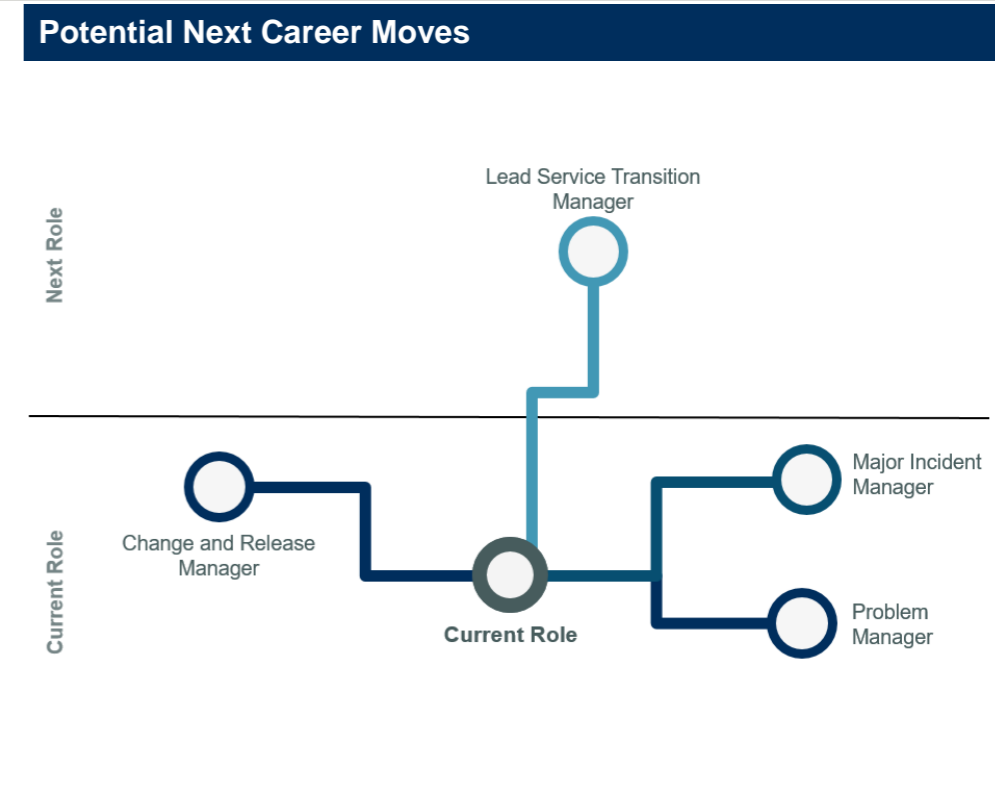 Potential Next Career Moves
Lead Service Transition
Manager
Next Role
Major Incident
Manager
Change and Release
Manager
Current Role
Current Role
Problem
Manager